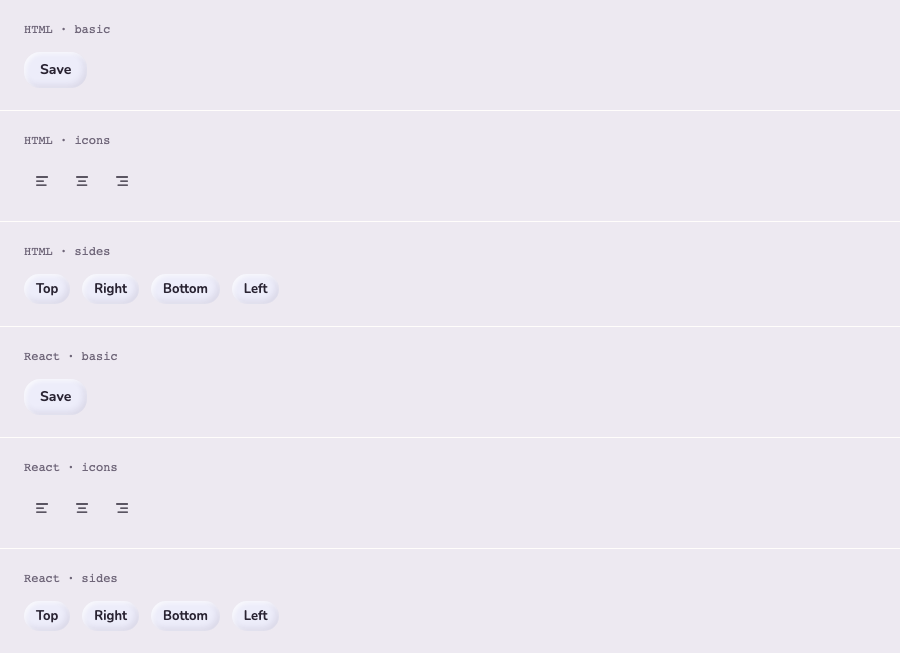 HTML · basic
Save
HTML · icons
HTML · sides
Top Right Bottom Left
React · basic
Save
React · icons
React · sides
Top Right Bottom Left